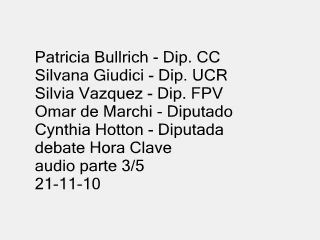 Patricia Bullrich - Dip. CC
Silvana Giudici - Dip. UCR
Silvia Vazquez - Dip. FPV
Omar de Marchi - Diputado
Cynthia Hotton - Diputada
debate Hora Clave
audio parte 3/5
21-11-10